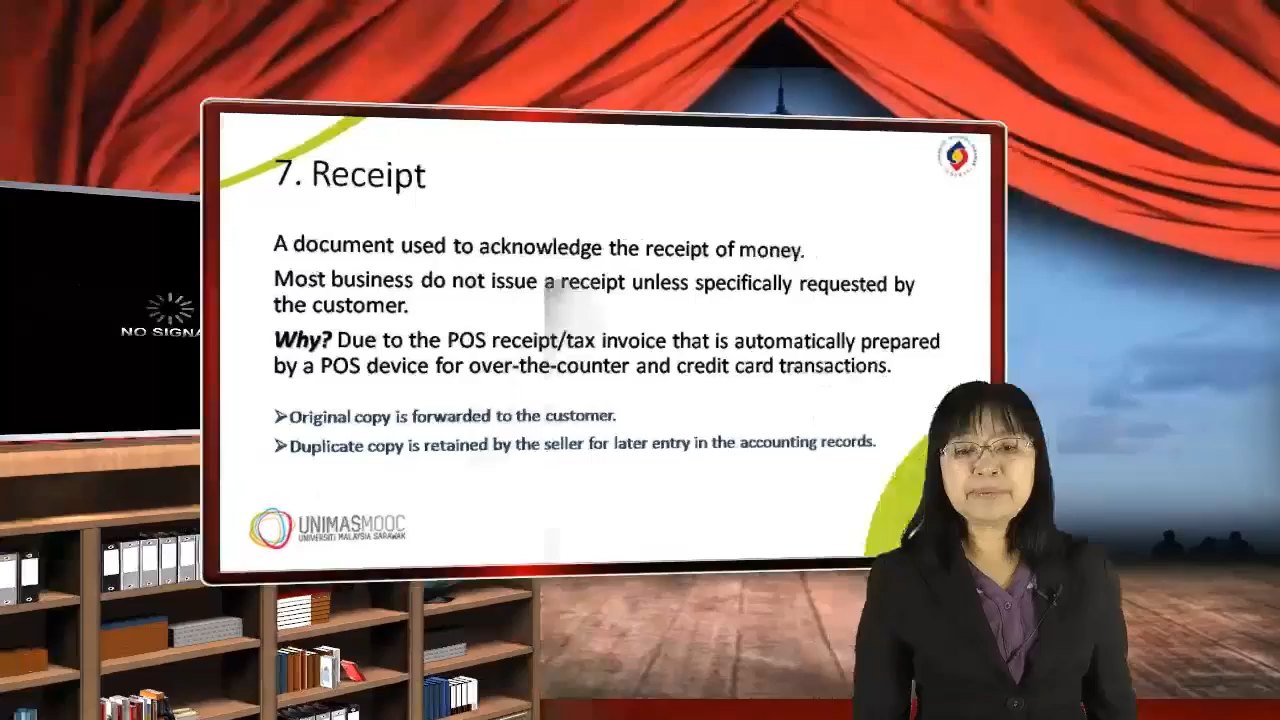 7. Receipt
A document used to acknowledge the receipt of money.
Most business do not issue a receipt unless specifically requested by
the customer.
Why? Due to the POS receipt/tax invoice that is automatically prepared
by a POS device for over-the-counter and credit card transactions.
➢Original copy is forwarded to the customer.
➢Duplicate copy is retained by the seller for later entry in the accounting records.
UNIMASMOOC
UNIVERSITI MALAYSIA SARAWAK
NO SIGNA